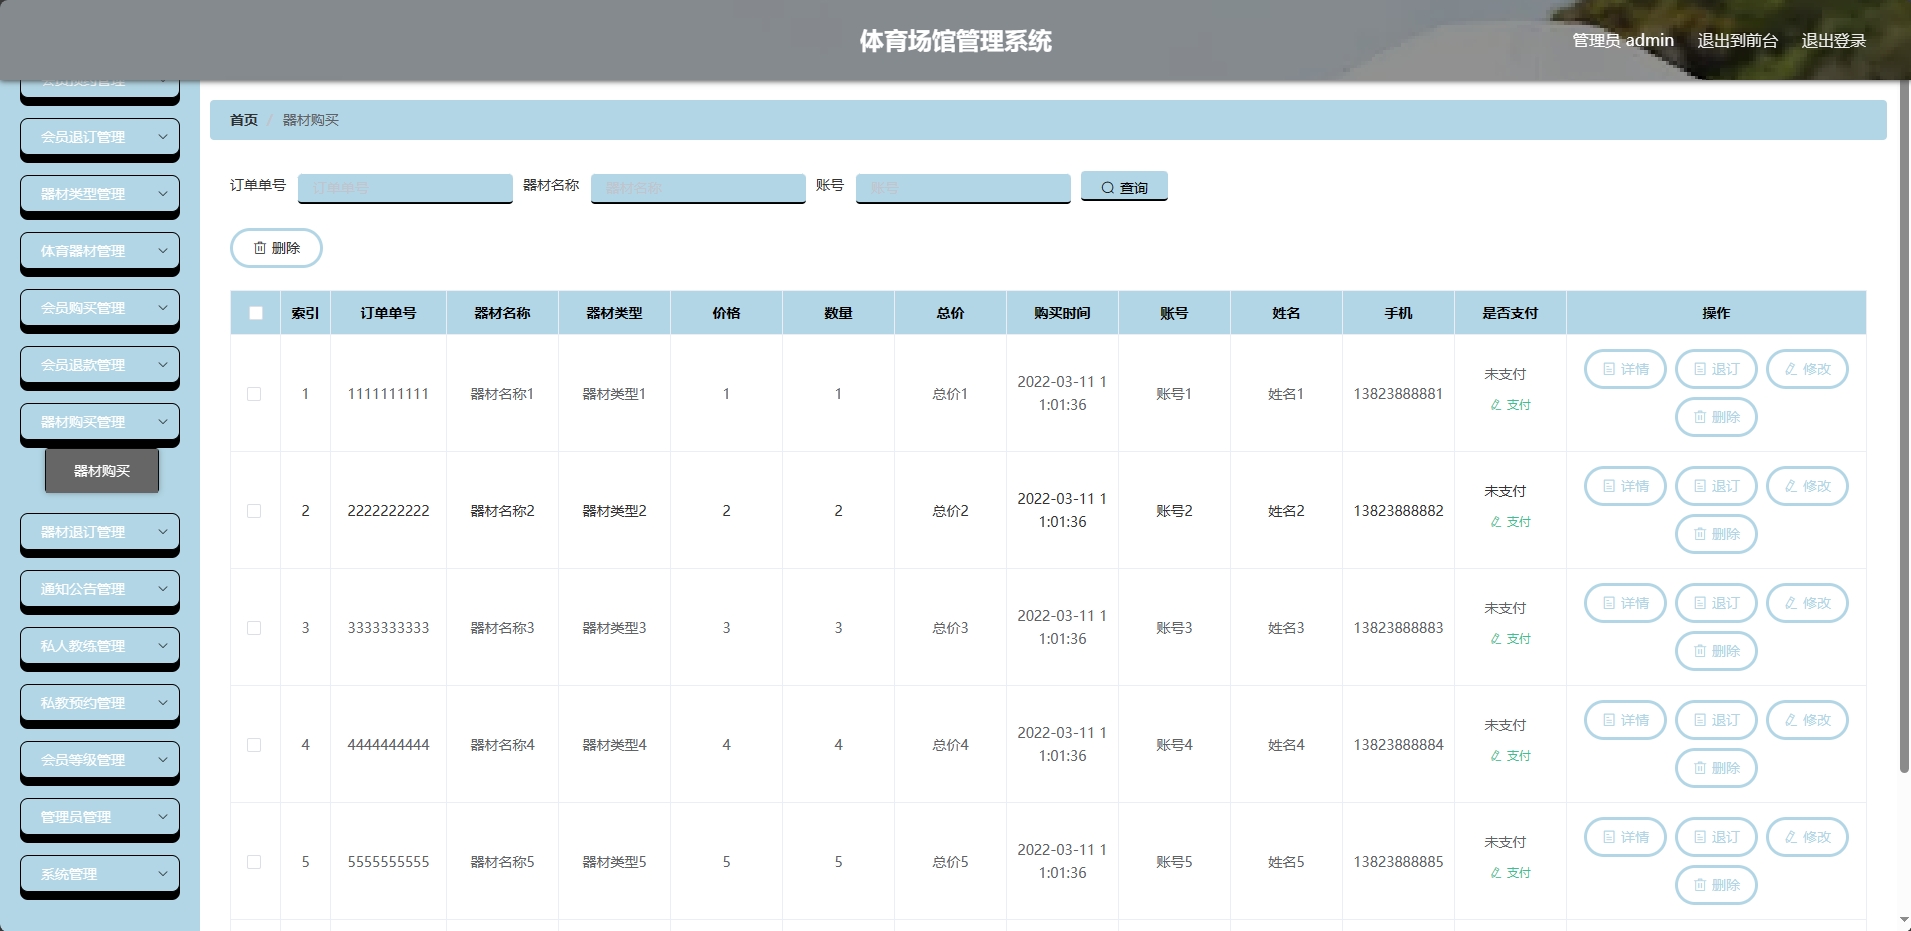 体育场馆管理系统
管理员 admin 退出到前台 退出登录
会员预约管理
会员退订管理
器材类型管理
体育器材管理
会员购买管理
会员退款管理
器材购买管理
器材购买
器材退订管理
通知公告管理
私人教练管理
私教预约管理
会员等级管理
管理员管理
系统管理
首页 / 器材购买
订单单号 订单单号 器材名称 器材名称 账号 账号 查询
删除
索引 订单单号 器材名称 器材类型 价格 数量 总价 购买时间 账号 姓名 手机 是否支付 操作
1 1111111111 器材名称1 器材类型1 1 1 总价1 2022-03-11 1 账号1 姓名1 13823888881 未支付 详情 退订 修改
1:01:36 支付 删除
2 2222222222 器材名称2 器材类型2 2 2 总价2 2022-03-11 1 账号2 姓名2 13823888882 未支付 详情 退订 修改
1:01:36 支付 删除
3 3333333333 器材名称3 器材类型3 3 3 总价3 2022-03-11 1 账号3 姓名3 13823888883 未支付 详情 退订 修改
1:01:36 支付 删除
4 4444444444 器材名称4 器材类型4 4 4 总价4 2022-03-11 1 账号4 姓名4 13823888884 未支付 详情 退订 修改
1:01:36 支付 删除
5 5555555555 器材名称5 器材类型5 5 5 总价5 2022-03-11 1 账号5 姓名5 13823888885 未支付 详情 退订 修改
1:01:36 支付 删除